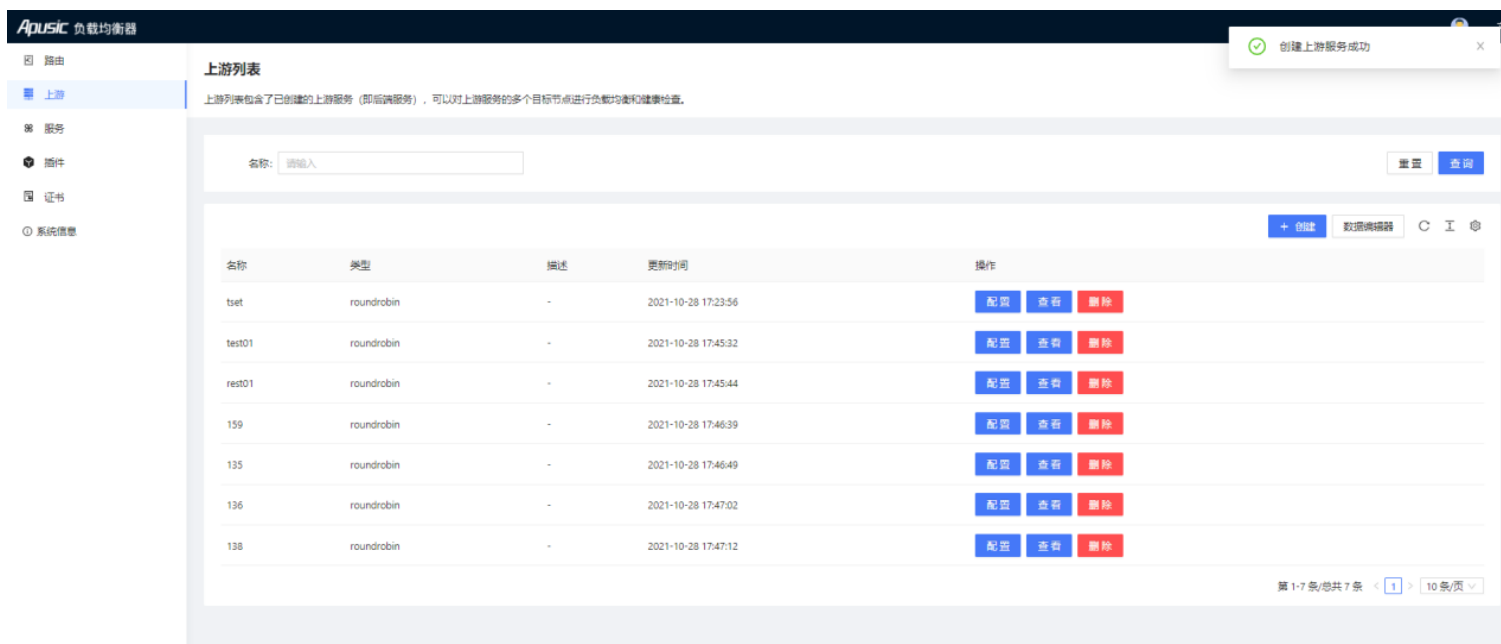 Apusic 负载均衡器
创建上游服务成功
路由
上游
服务
插件
证书
系统信息
上游列表
上游列表包含了已创建的上游服务（即后端服务），可以对上游服务的多个目标节点进行负载均衡和健康检查。
名称: 请输入 重置 查询
+ 创建 数据编辑器
名称 类型 描述 更新时间 操作
tset roundrobin - 2021-10-28 17:23:56 配置 查看 删除
test01 roundrobin - 2021-10-28 17:45:32 配置 查看 删除
rest01 roundrobin - 2021-10-28 17:45:44 配置 查看 删除
159 roundrobin - 2021-10-28 17:46:39 配置 查看 删除
135 roundrobin - 2021-10-28 17:46:49 配置 查看 删除
136 roundrobin - 2021-10-28 17:47:02 配置 查看 删除
138 roundrobin - 2021-10-28 17:47:12 配置 查看 删除
第 1-7 条/总共 7 条 < 1 > 10 条/页